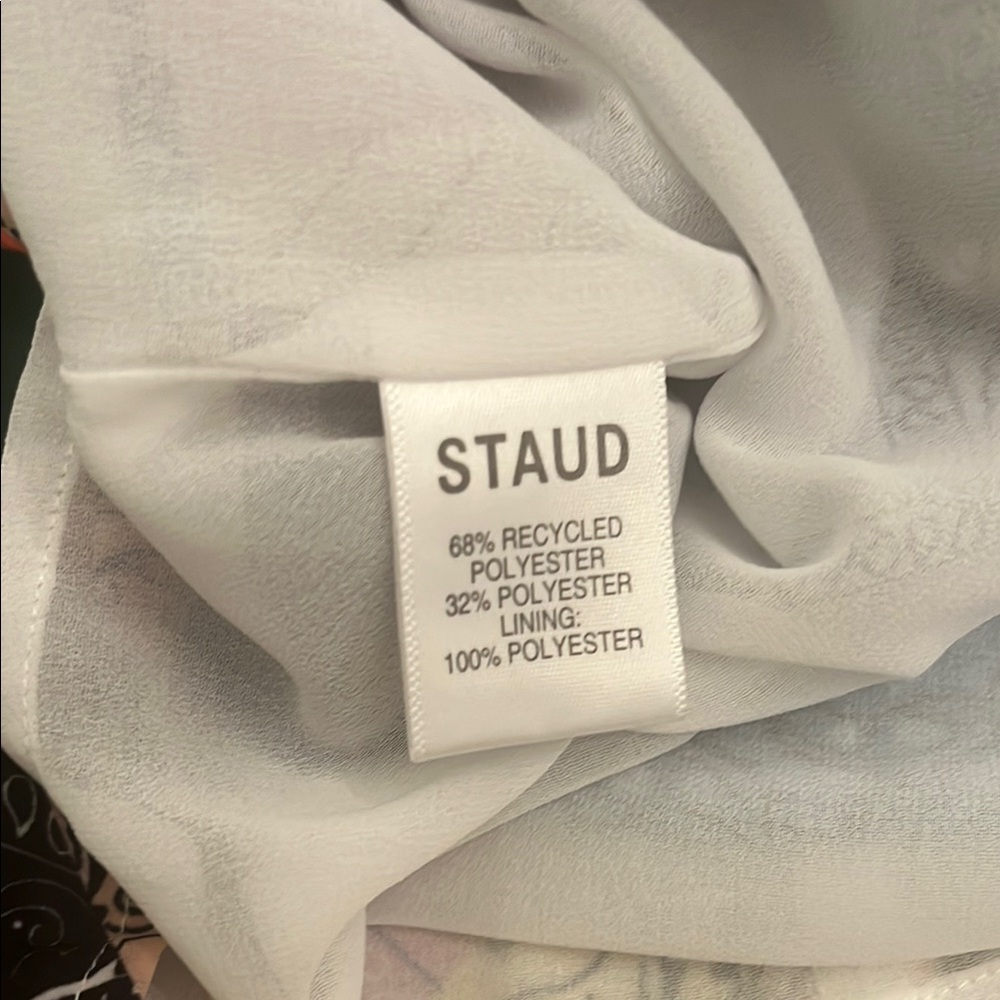 STAUD
68% RECYCLED
POLYESTER
32% POLYESTER
LINING:
100% POLYESTER